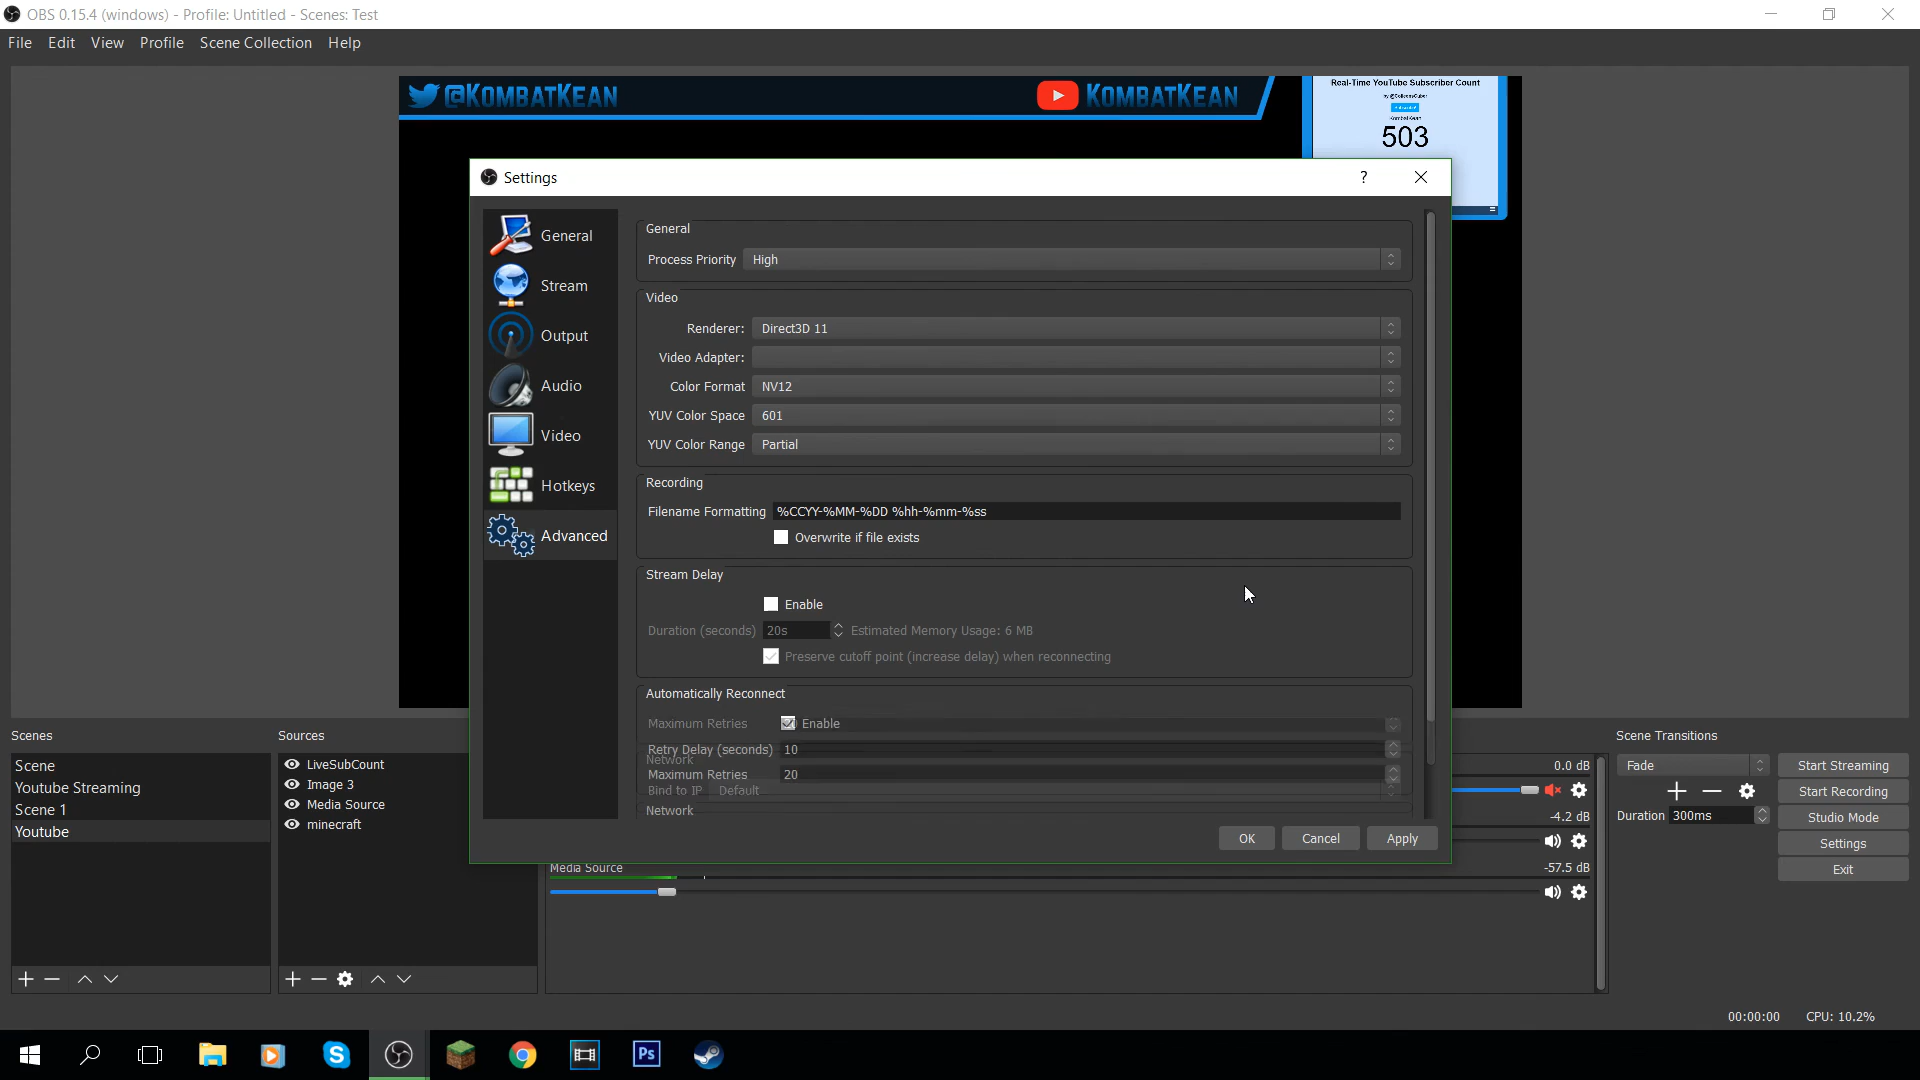 OBS 0.15.4 (windows) - Profile: Untitled - Scenes: Test
File Edit View Profile Scene Collection Help
@KOMBATKEAN
KOMBATKEAN
Real-Time YouTube Subscriber Count
KombatKean
503
Settings
?
General
Stream
Output
Audio
Video
Hotkeys
Advanced
General
Process Priority High
Video
Renderer: Direct3D 11
Video Adapter:
Color Format NV12
YUV Color Space 601
YUV Color Range Partial
Recording
Filename Formatting %CCYY-%MM-%DD %hh-%mm-%ss
Overwrite if file exists
Stream Delay
Enable
Duration (seconds) 20s Estimated Memory Usage: 6 MB
Preserve cutoff point (increase delay) when reconnecting
Automatically Reconnect
Maximum Retries Enable
Retry Delay (seconds) 10
Network
Maximum Retries 20
Bind to IP Default
Network
OK Cancel Apply
Scenes
Scene
Youtube Streaming
Scene 1
Youtube
Sources
LiveSubCount
Image 3
Media Source
minecraft
0.0 dB
-4.2 dB
Media Source -57.5 dB
Scene Transitions
Fade
Duration 300ms
Start Streaming
Start Recording
Studio Mode
Settings
Exit
00:00:00 CPU: 10.2%
Ps